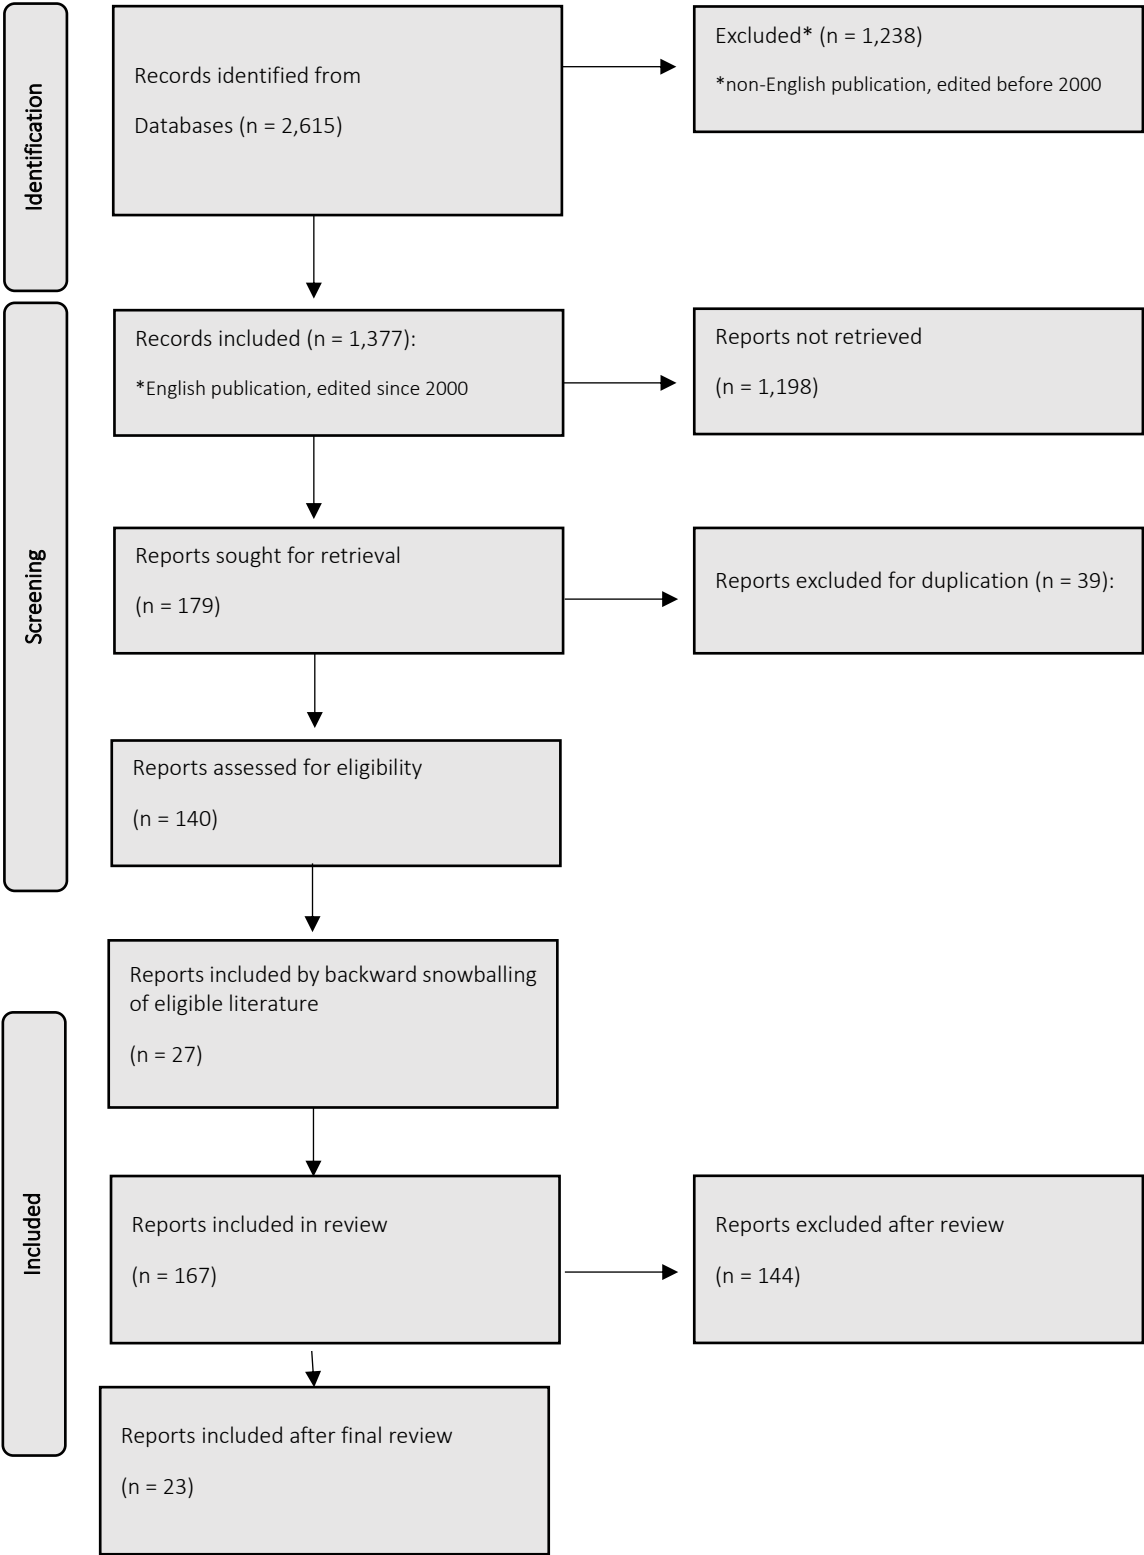 Identification
Records identified from
Databases (n = 2,615)
Excluded* (n = 1,238)
*non-English publication, edited before 2000
Screening
Records included (n = 1,377):
*English publication, edited since 2000
Reports not retrieved
(n = 1,198)
Reports sought for retrieval
(n = 179)
Reports excluded for duplication (n = 39):
Reports assessed for eligibility
(n = 140)
Reports included by backward snowballing
of eligible literature
(n = 27)
Included
Reports included in review
(n = 167)
Reports excluded after review
(n = 144)
Reports included after final review
(n = 23)